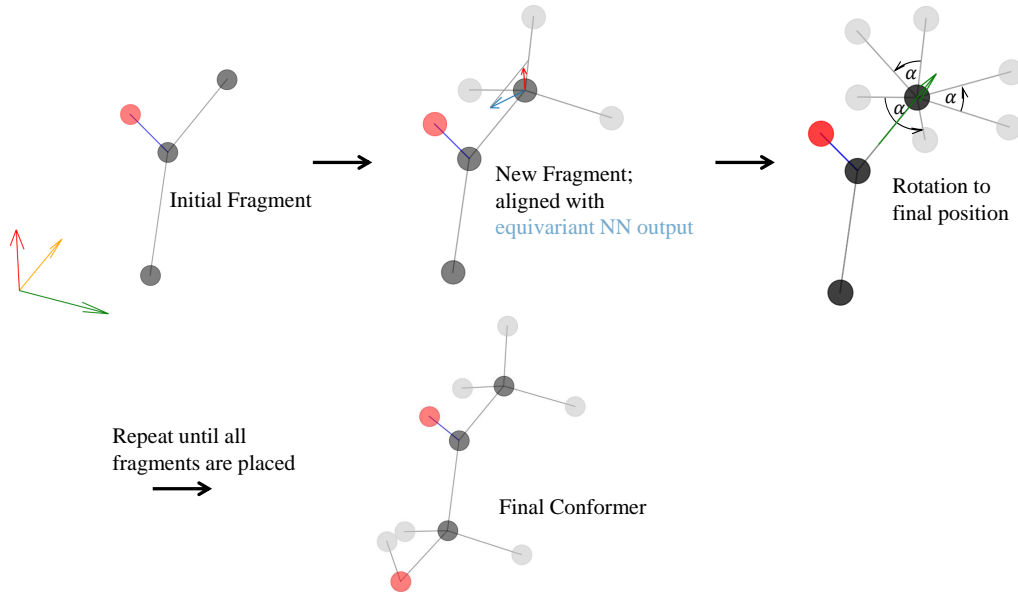 Initial Fragment
New Fragment;
aligned with
equivariant NN output
α
α
α
Rotation to
final position
Repeat until all
fragments are placed
Final Conformer